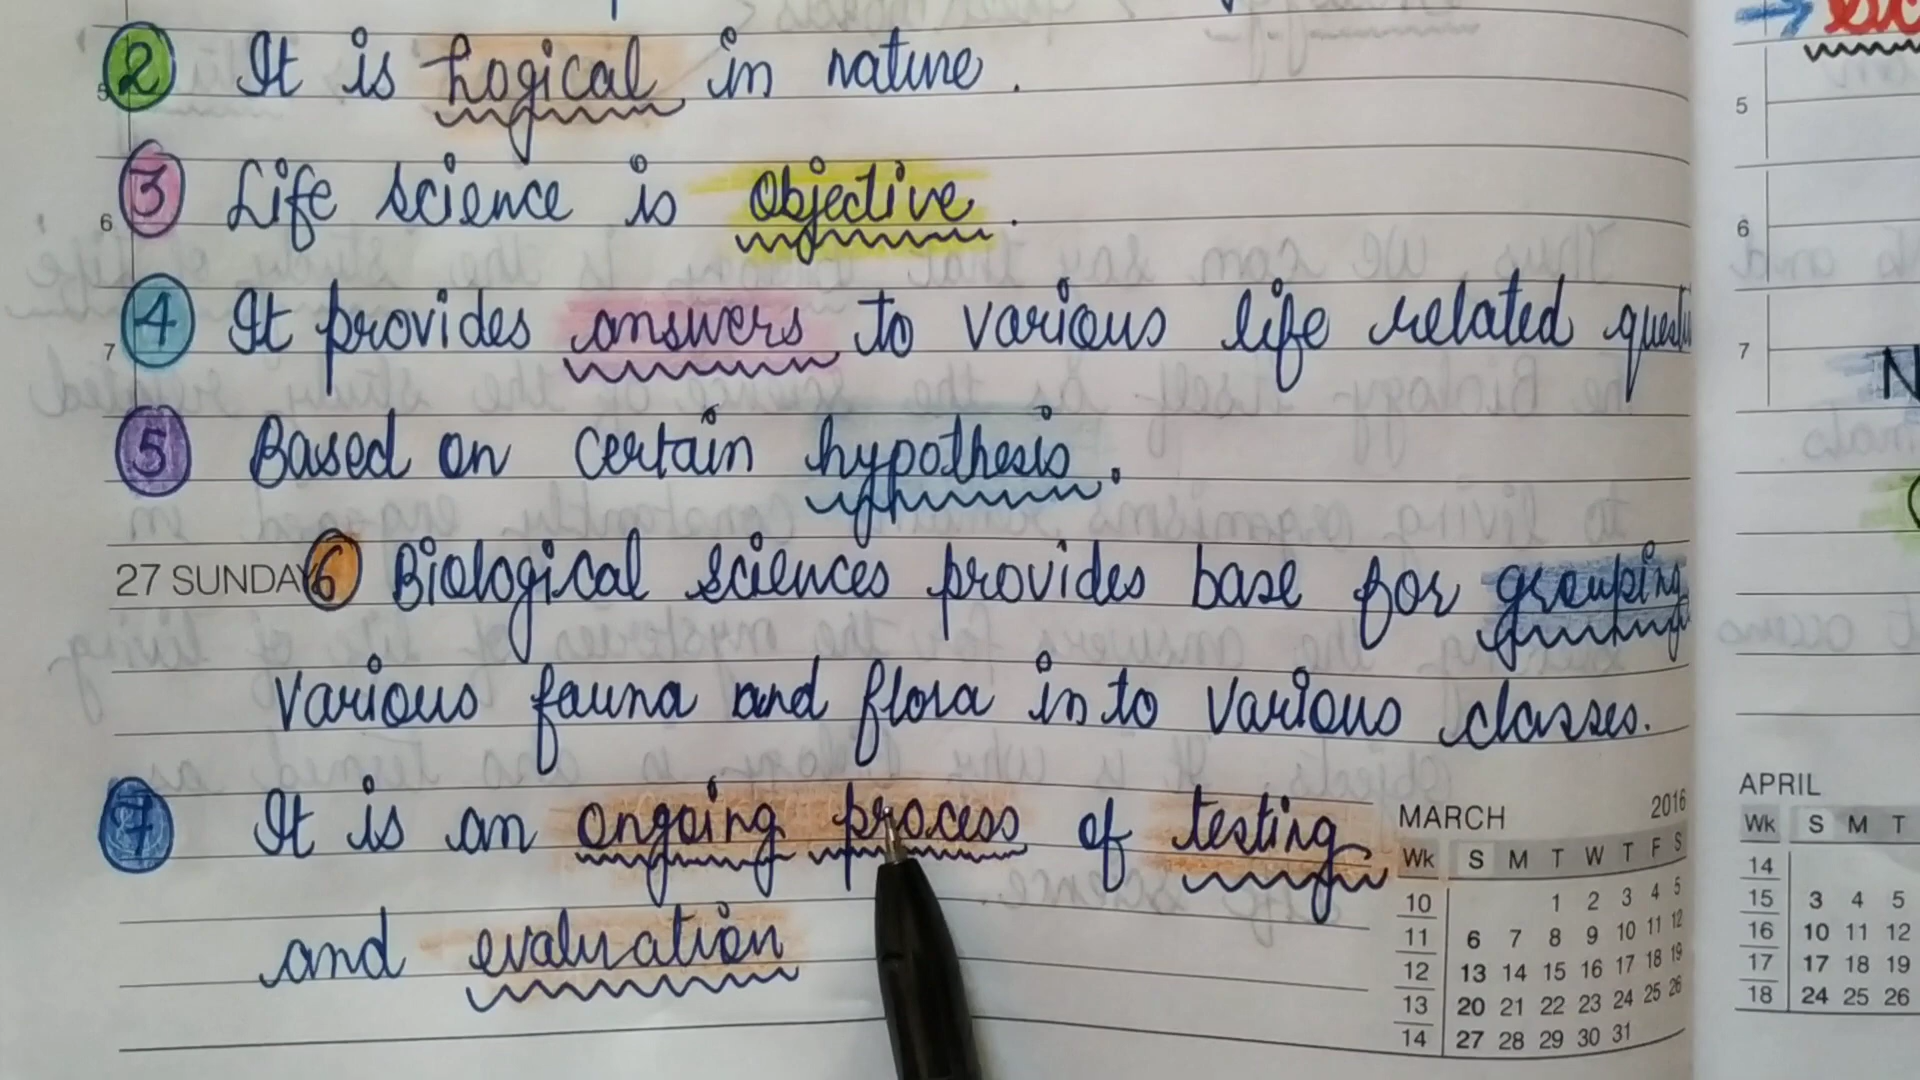 2 It is Logical in nature.
5
3 Life science is objective.
6
4 It provides answers to various life related
7
5 Based on certain hypothesis.
27 SUNDAY 6 Biological sciences provides base for grouping
various fauna and flora in to various classes.
7 It is an ongoing process of testing
and evaluation
MARCH 2016
Wk S M T W T F S
10 1 2 3 4 5
11 6 7 8 9 10 11 12
12 13 14 15 16 17 18 19
13 20 21 22 23 24 25 26
14 27 28 29 30 31
5
6
7
N
APRIL
Wk S M T
14
15 3 4 5
16 10 11 12
17 17 18 19
18 24 25 26